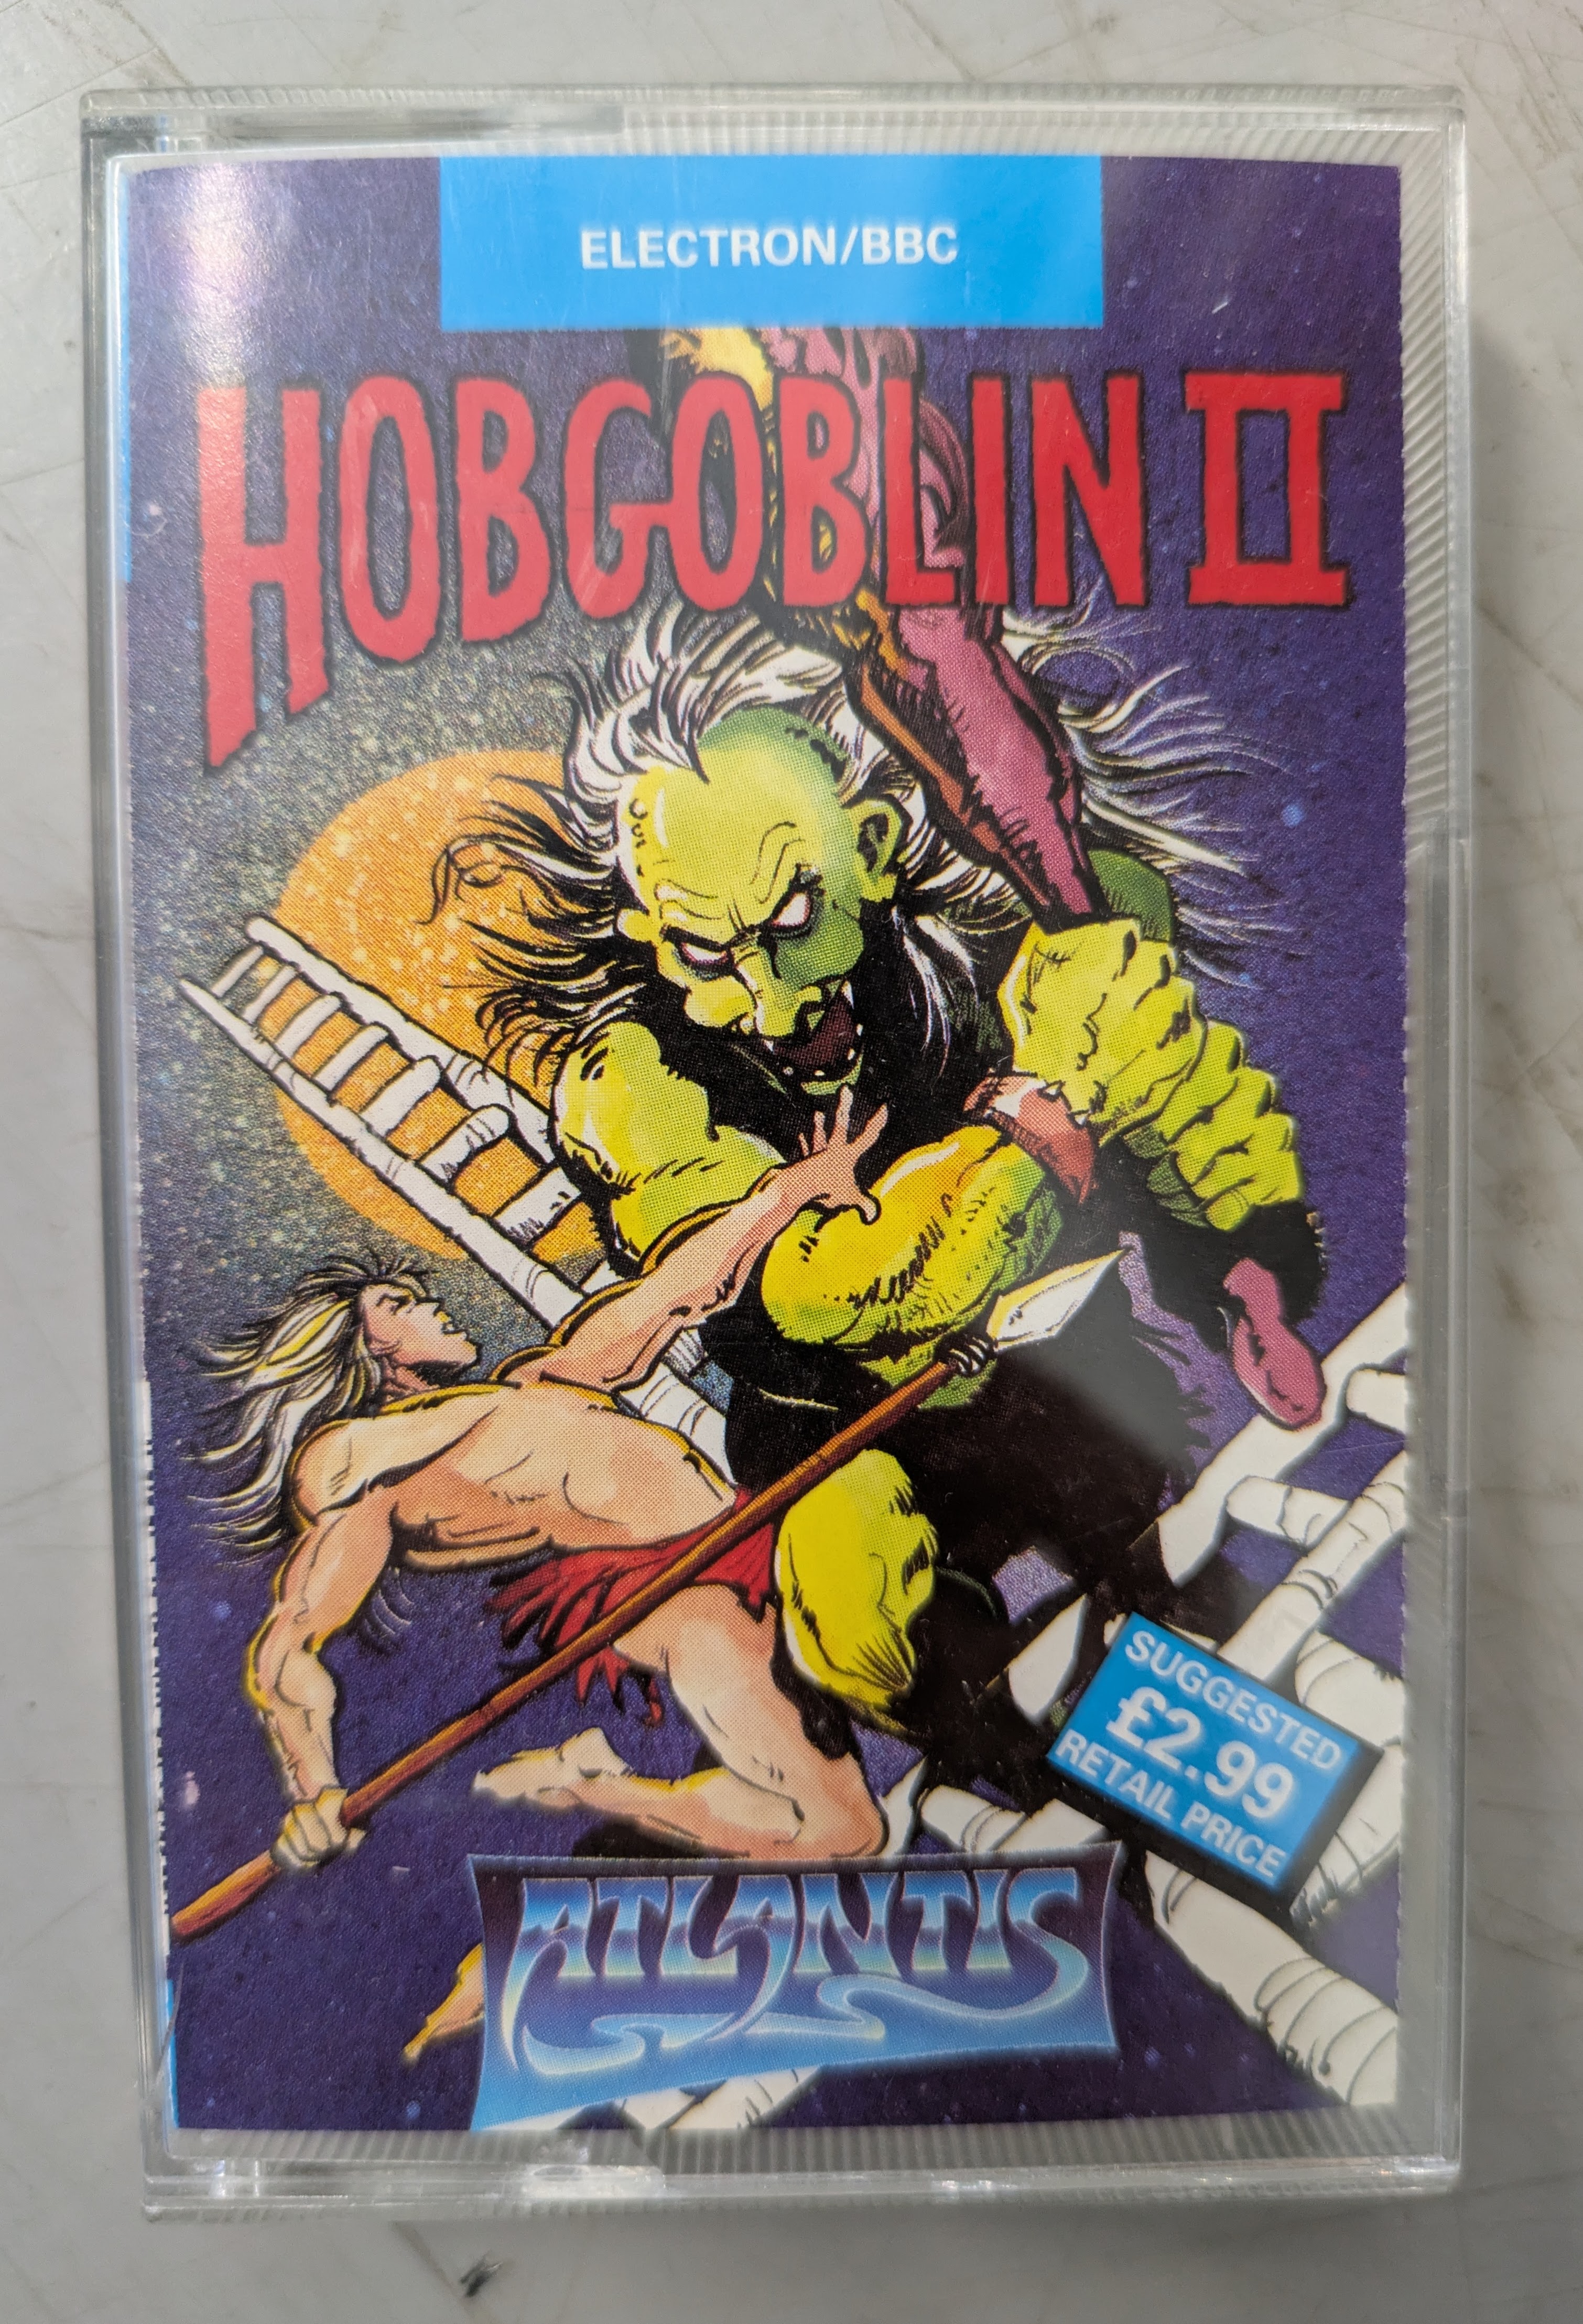 ELECTRON/BBC
HOBGOBLIN II
SUGGESTED
£2.99
RETAIL PRICE
ATLANTIS